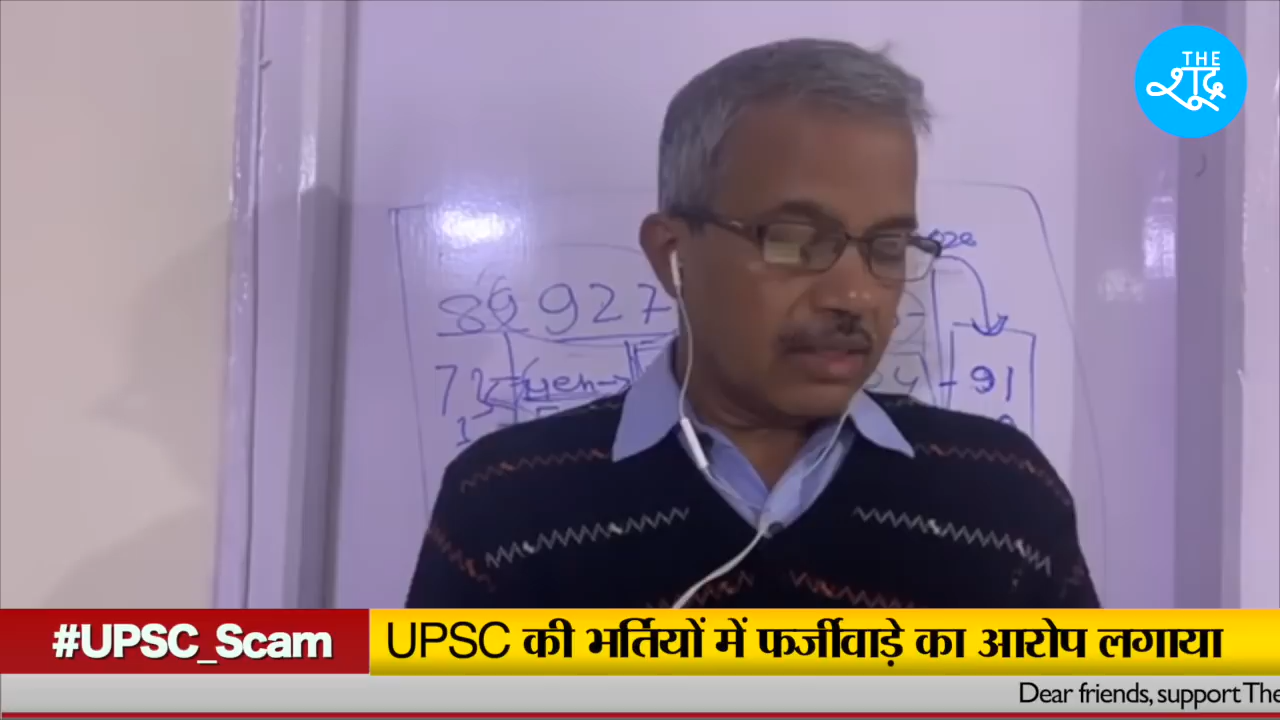 THE
शूद्र
89927
91
#UPSC_Scam
UPSC की भर्तियों में फर्जीवाड़े का आरोप लगाया
Dear friends, support The